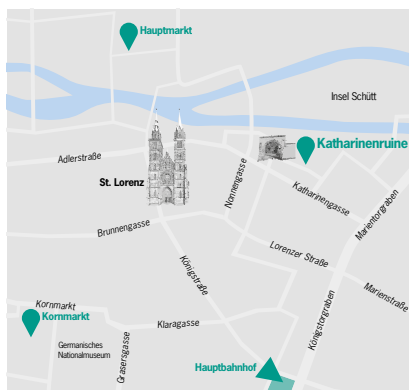 Hauptmarkt
Insel Schütt
Katharinenruine
Adlerstraße
St. Lorenz
Nonnengasse
Katharinengasse
Marientorgraben
Brunnengasse
Lorenzer Straße
Königstraße
Marienstraße
Kornmarkt
Kornmarkt
Klaragasse
Königstorgraben
Germanisches
Nationalmuseum
Grasersgasse
Hauptbahnhof